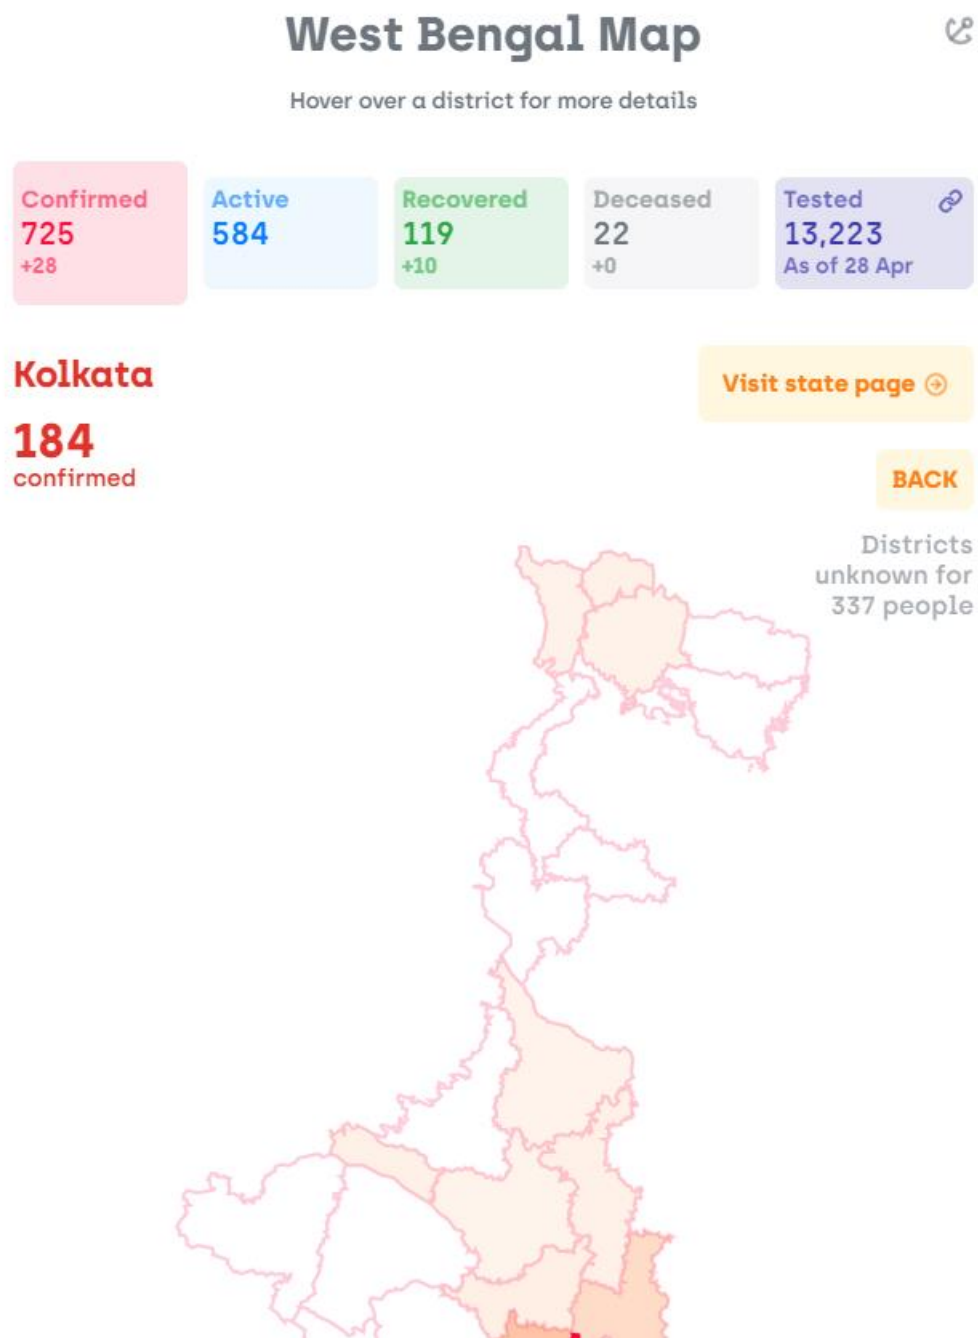 West Bengal Map
Hover over a district for more details
Confirmed
725
+28
Active
584
Recovered
119
+10
Deceased
22
+0
Tested
13,223
As of 28 Apr
Kolkata
184
confirmed
Visit state page
BACK
Districts
unknown for
337 people